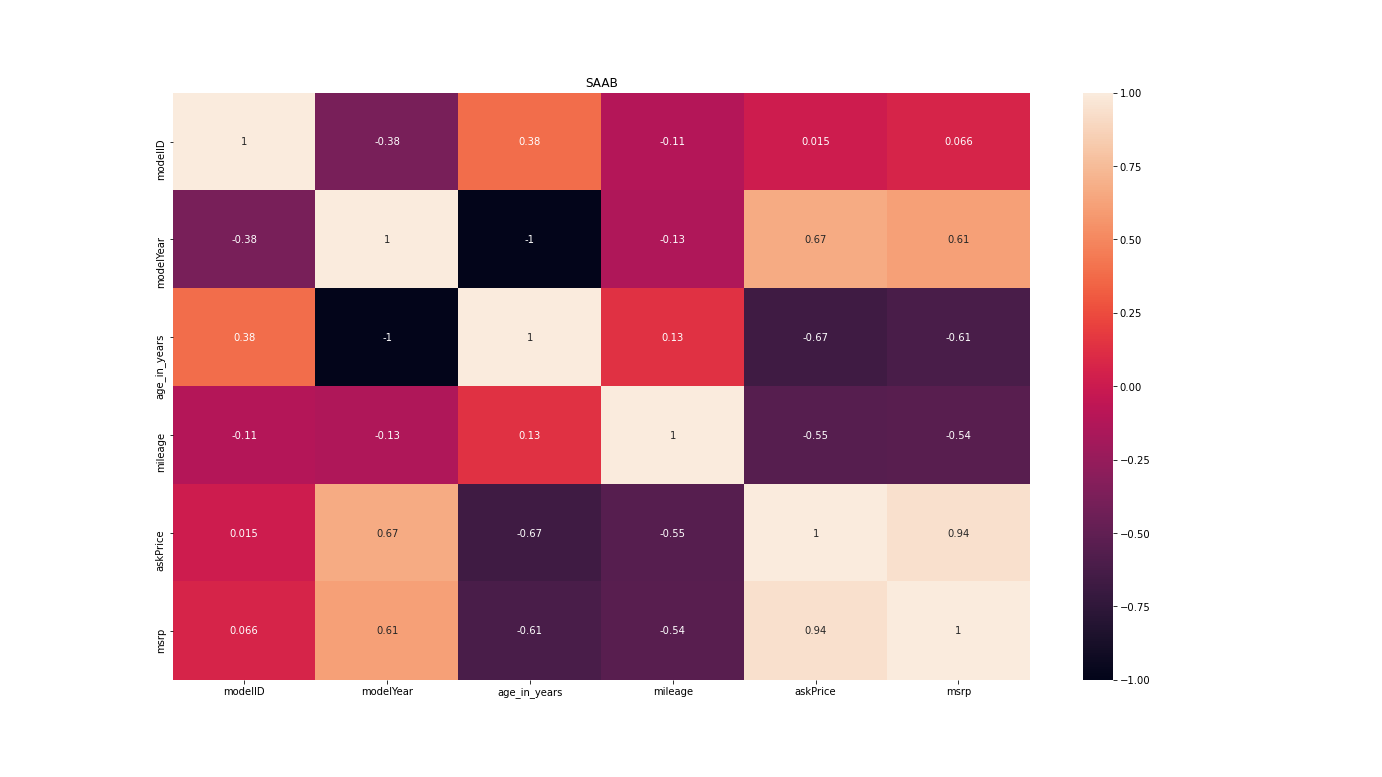 SAAB
modelID 1 -0.38 0.38 -0.11 0.015 0.066
modelYear -0.38 1 -1 -0.13 0.67 0.61
age_in_years 0.38 -1 1 0.13 -0.67 -0.61
mileage -0.11 -0.13 0.13 1 -0.55 -0.54
askPrice 0.015 0.67 -0.67 -0.55 1 0.94
msrp 0.066 0.61 -0.61 -0.54 0.94 1
modelID modelYear age_in_years mileage askPrice msrp
1.00
0.75
0.50
0.25
0.00
−0.25
−0.50
−0.75
−1.00